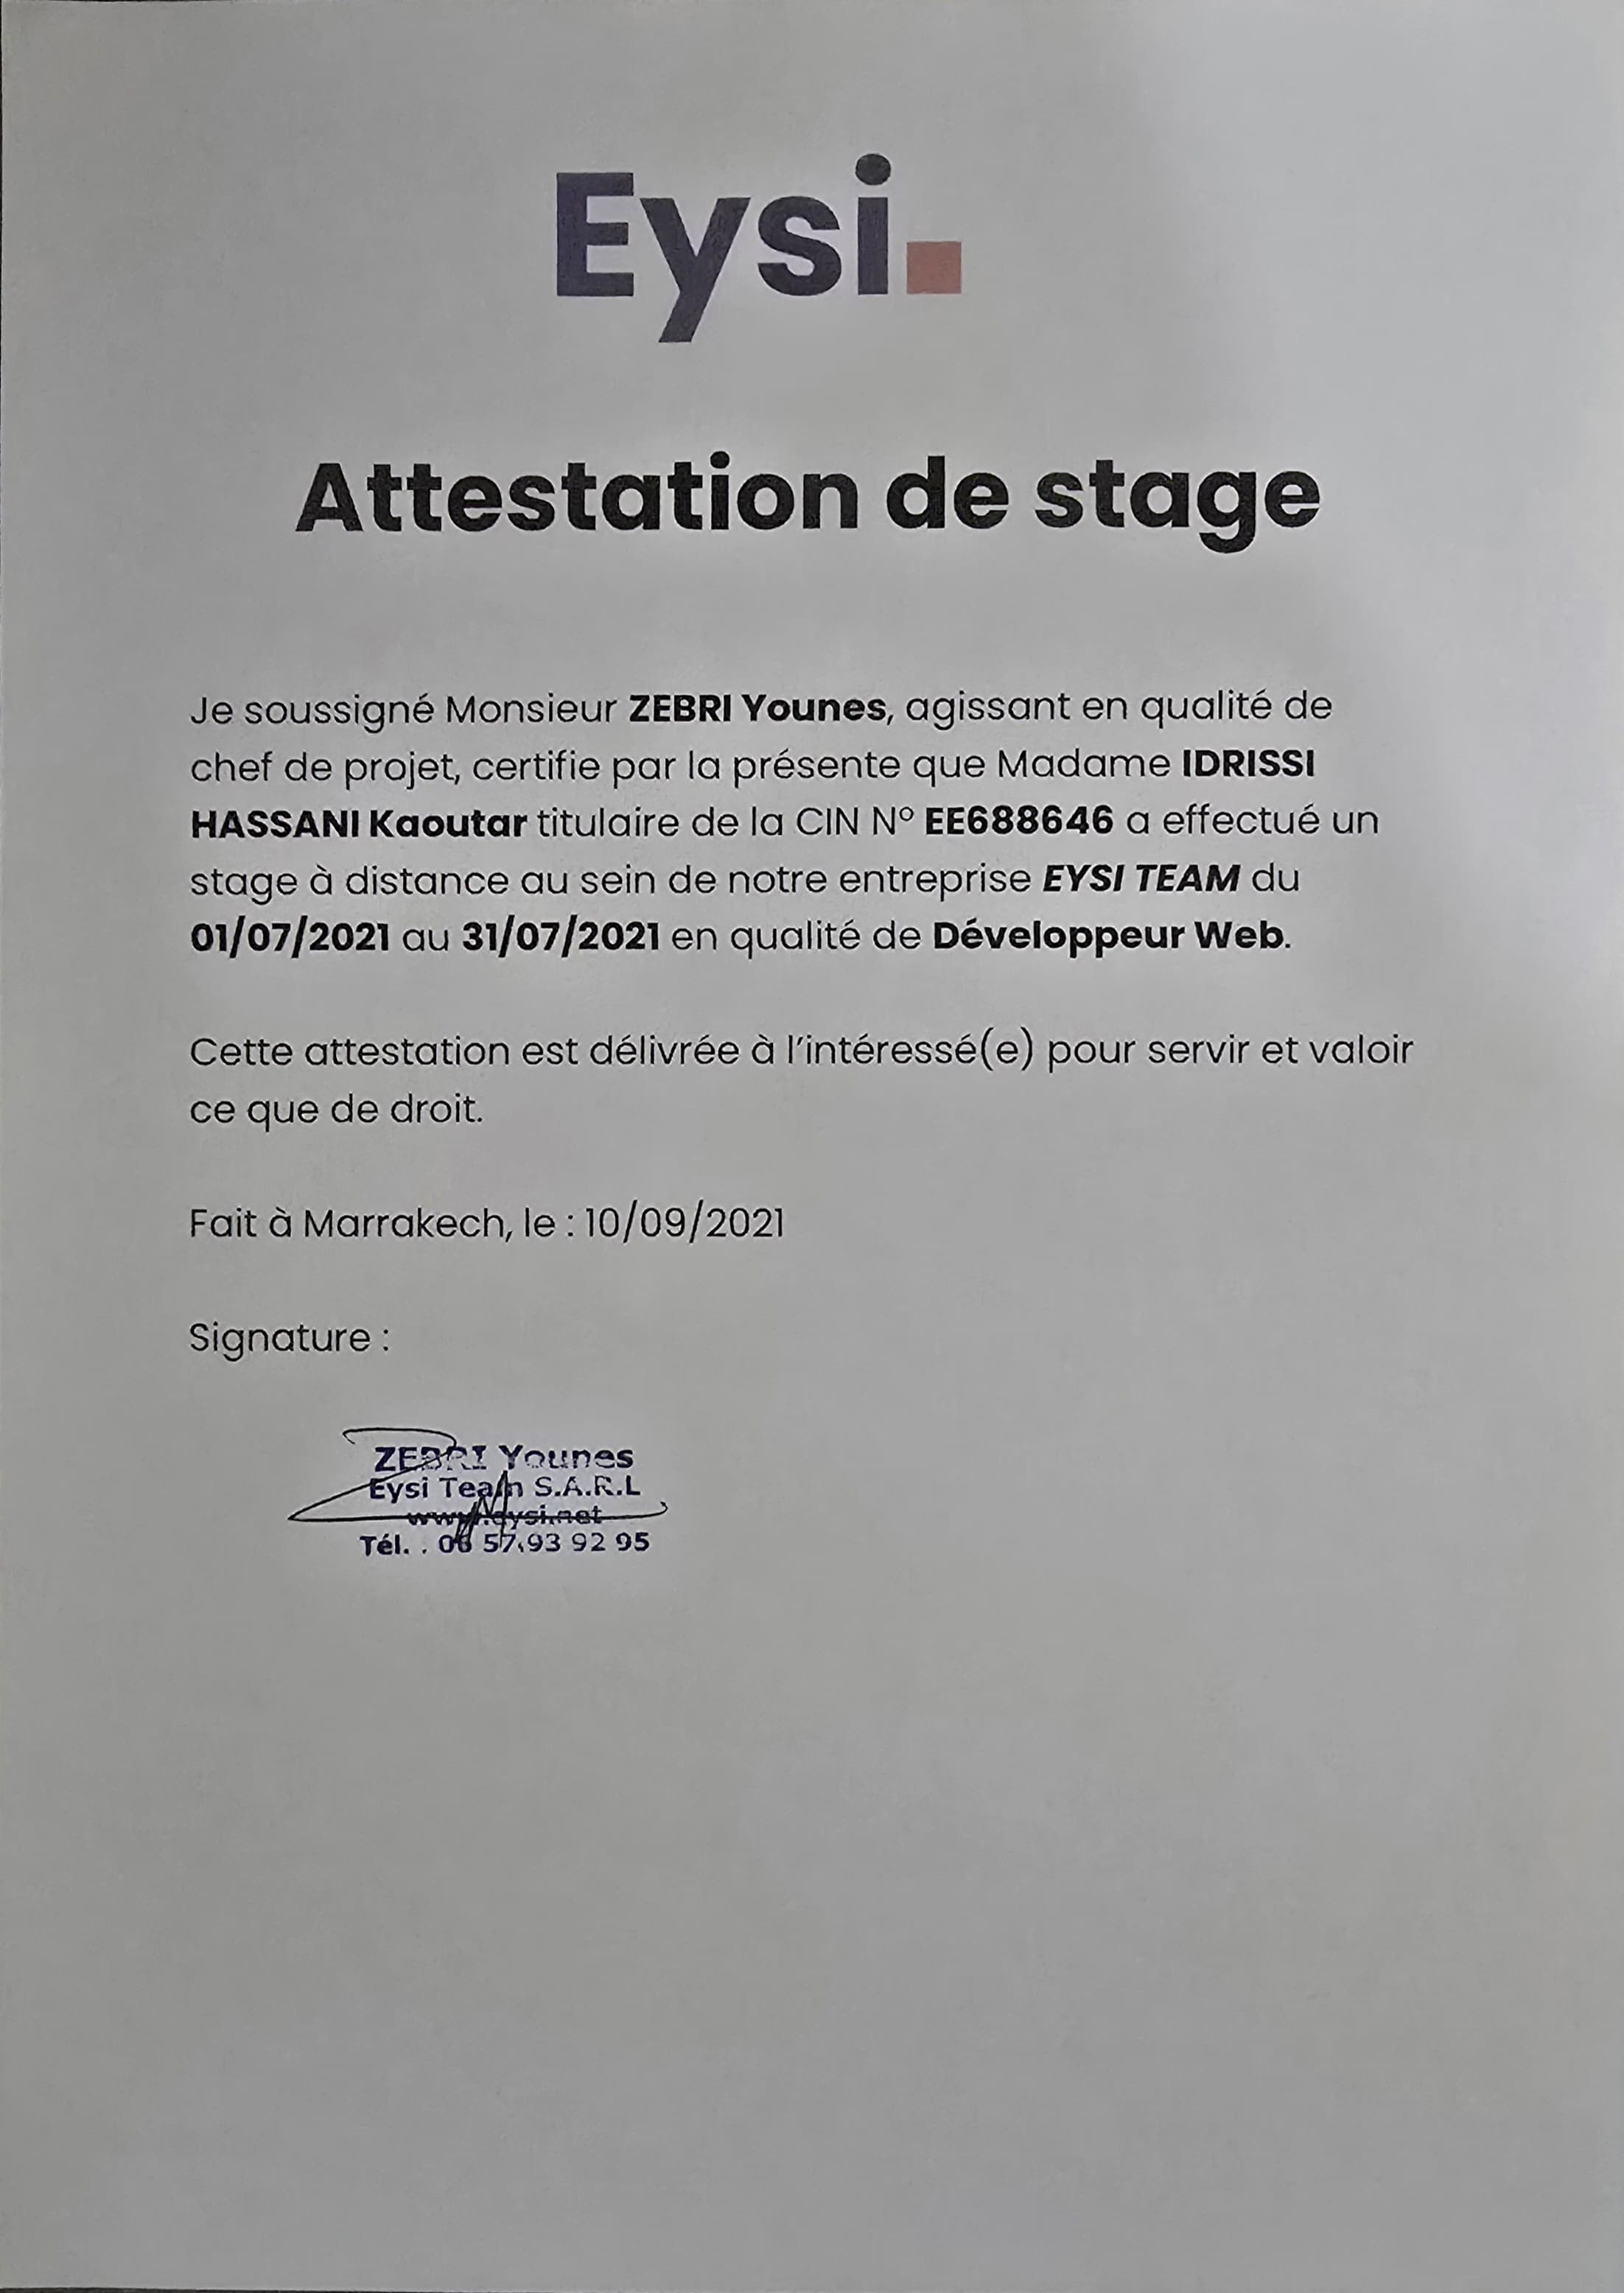 Eysi.
Attestation de stage
Je soussigné Monsieur ZEBRI Younes, agissant en qualité de
chef de projet, certifie par la présente que Madame IDRISSI
HASSANI Kaoutar titulaire de la CIN N° EE688646 a effectué un
stage à distance au sein de notre entreprise EYSI TEAM du
01/07/2021 au 31/07/2021 en qualité de Développeur Web.
Cette attestation est délivrée à l'intéressé(e) pour servir et valoir
ce que de droit.
Fait à Marrakech, le : 10/09/2021
Signature :
ZEBRI Younes
Eysi Team S.A.R.L
www.eysi.net
Tél. : 06 57 93 92 95